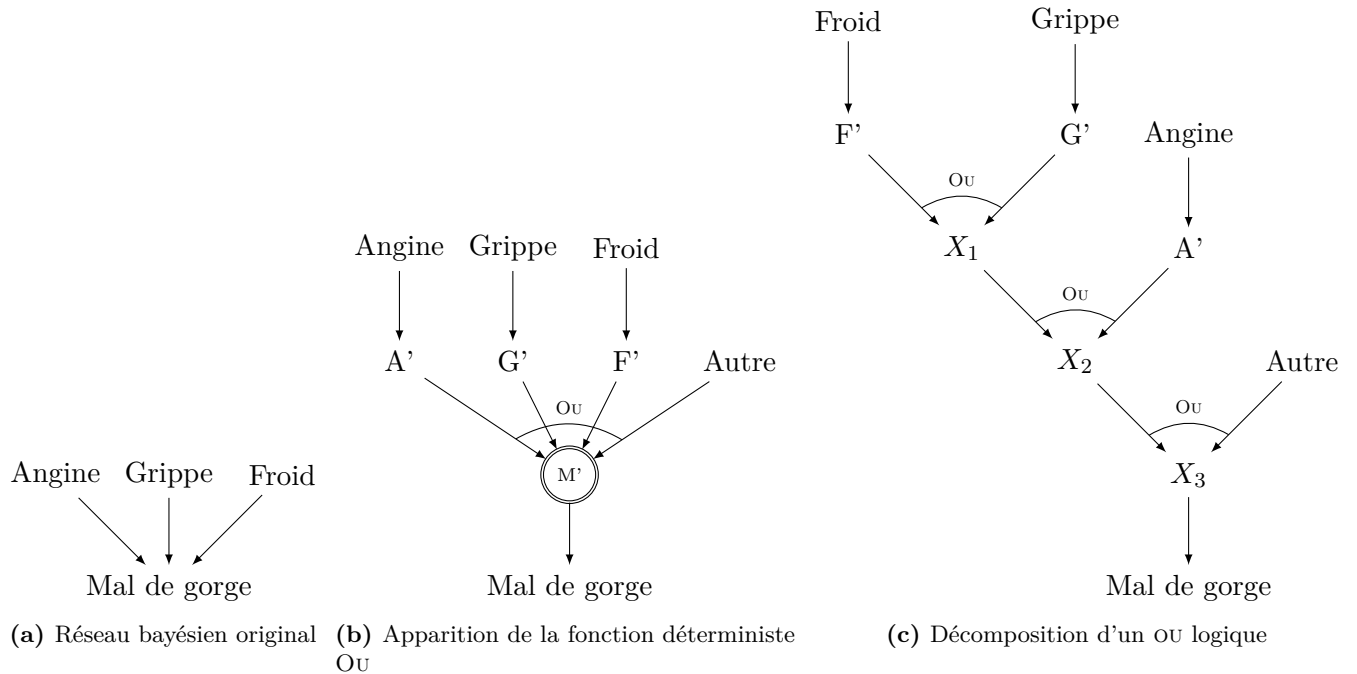 Angine Grippe Froid
Mal de gorge
(a) Réseau bayésien original
Angine Grippe Froid
A' G' F' Autre
OU
M'
Mal de gorge
(b) Apparition de la fonction déterministe
OU
Froid Grippe
F' G' Angine
OU
X₁ A'
OU
X₂ Autre
OU
X₃
Mal de gorge
(c) Décomposition d'un OU logique